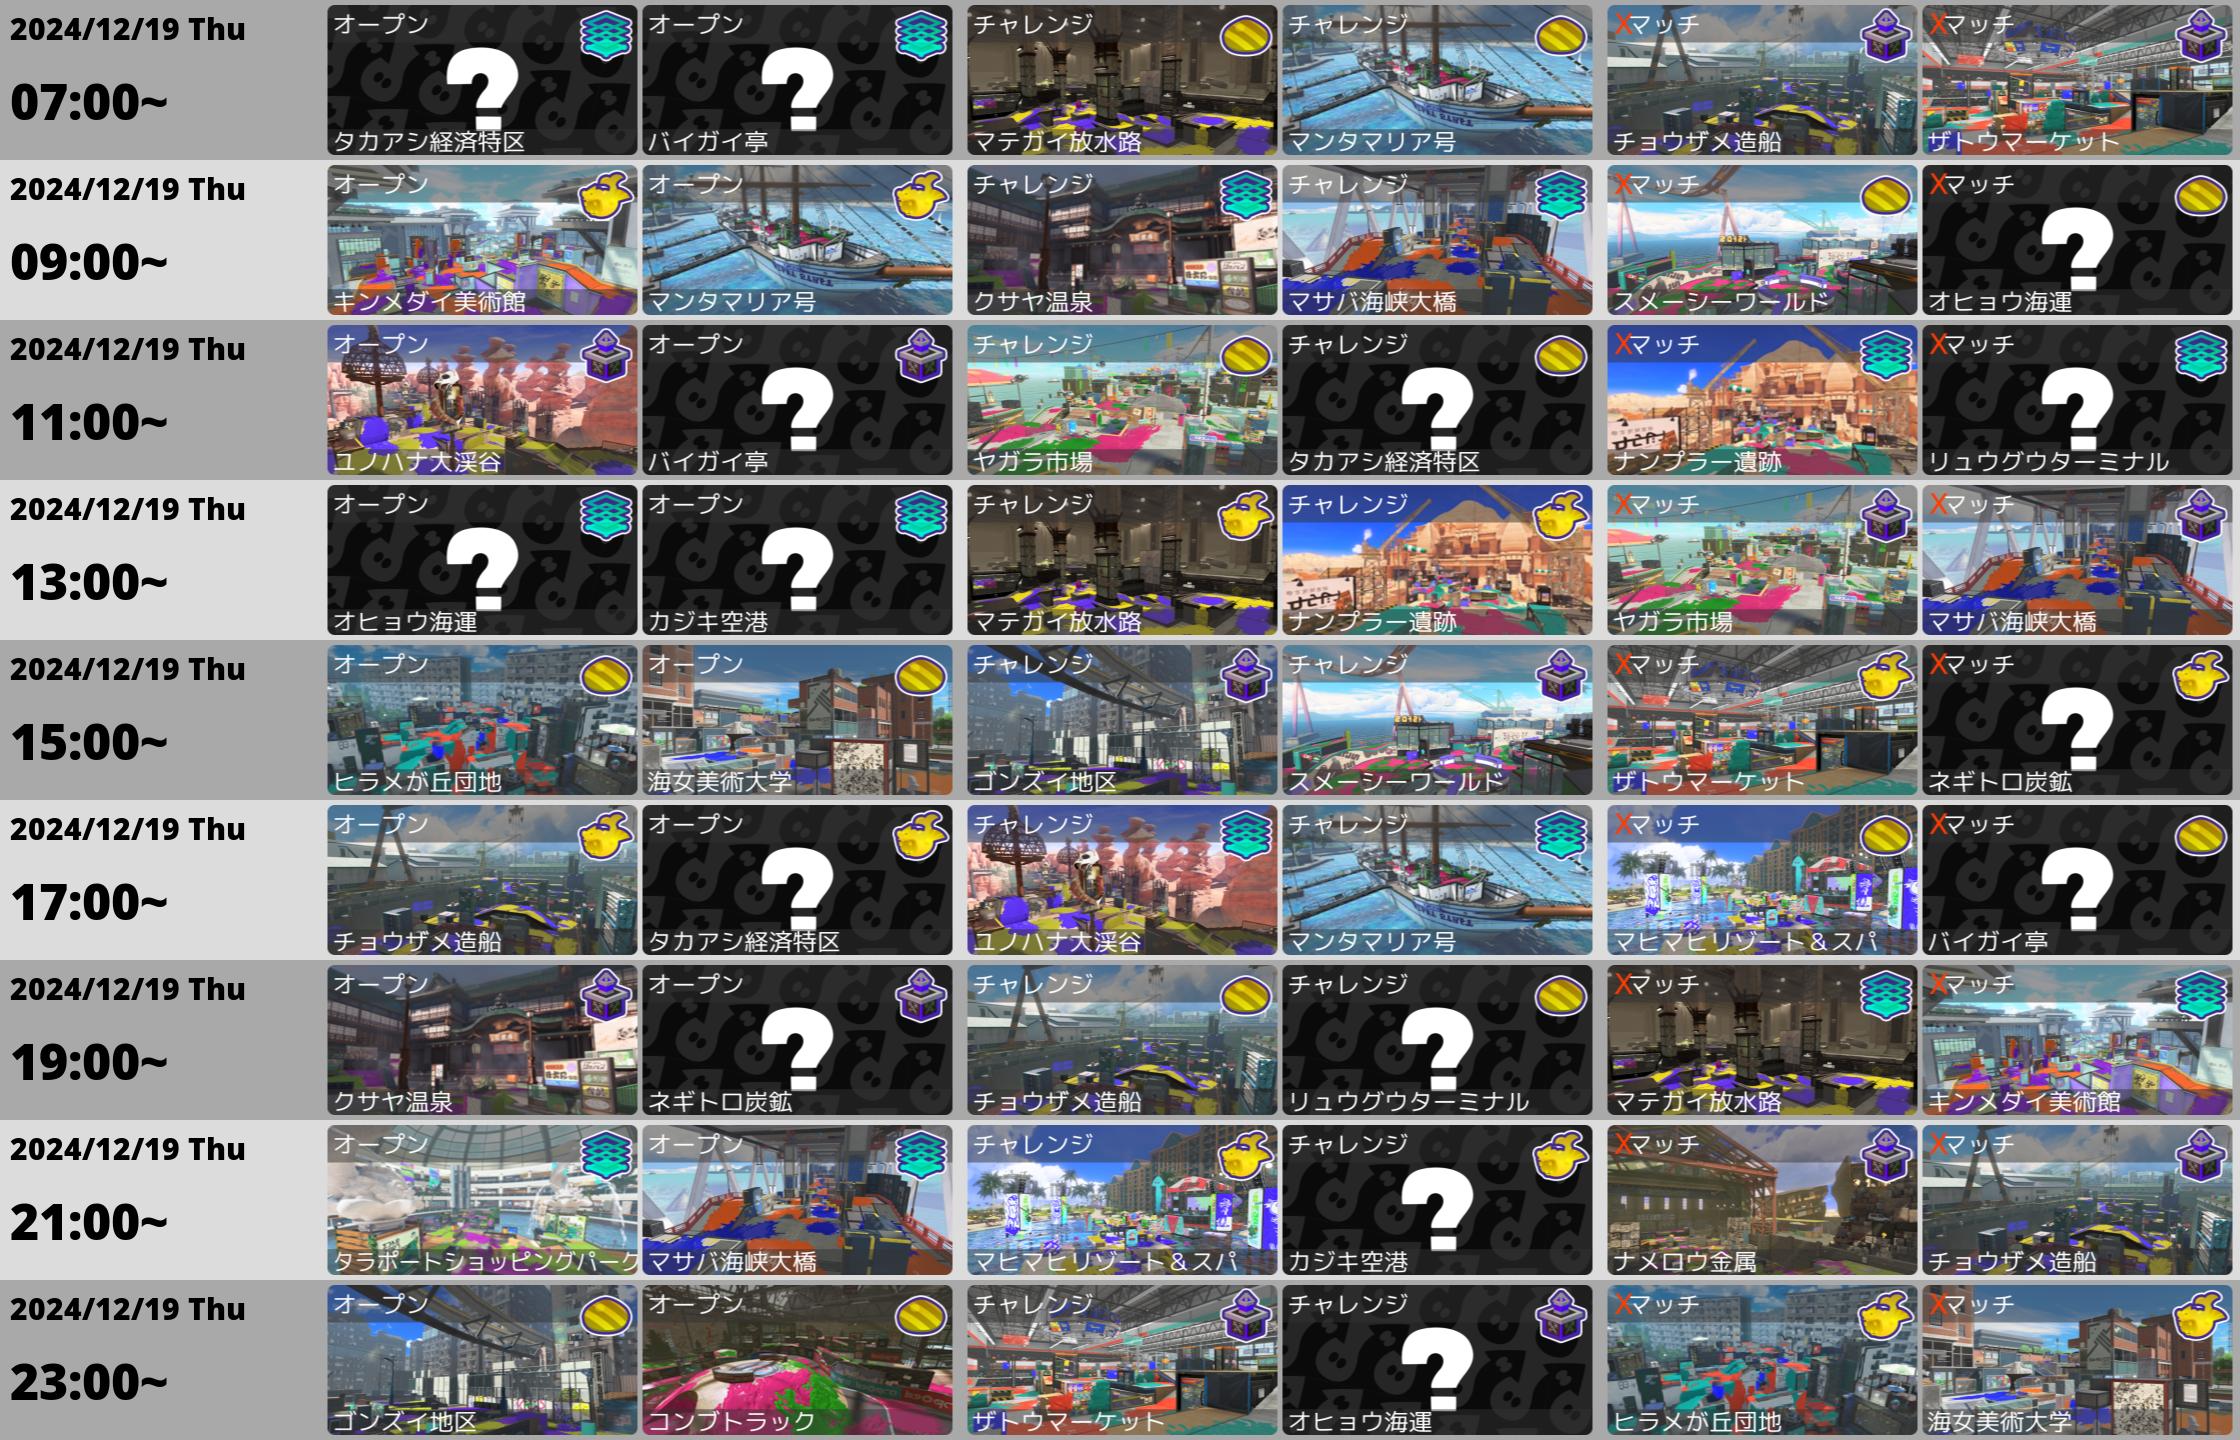 2024/12/19 Thu
07:00~
オープン
タカアシ経済特区
オープン
バイガイ亭
チャレンジ
マテガイ放水路
チャレンジ
マンタマリア号
Xマッチ
チョウザメ造船
Xマッチ
ザトウマーケット
2024/12/19 Thu
09:00~
オープン
キンメダイ美術館
オープン
マンタマリア号
チャレンジ
クサヤ温泉
チャレンジ
マサバ海峡大橋
Xマッチ
スメーシーワールド
Xマッチ
オヒョウ海運
2024/12/19 Thu
11:00~
オープン
ユノハナ大渓谷
オープン
バイガイ亭
チャレンジ
ヤガラ市場
チャレンジ
タカアシ経済特区
Xマッチ
ナンプラー遺跡
Xマッチ
リュウグウターミナル
2024/12/19 Thu
13:00~
オープン
オヒョウ海運
オープン
カジキ空港
チャレンジ
マテガイ放水路
チャレンジ
ナンプラー遺跡
Xマッチ
ヤガラ市場
Xマッチ
マサバ海峡大橋
2024/12/19 Thu
15:00~
オープン
ヒラメが丘団地
オープン
海女美術大学
チャレンジ
ゴンズイ地区
チャレンジ
スメーシーワールド
Xマッチ
ザトウマーケット
Xマッチ
ネギトロ炭鉱
2024/12/19 Thu
17:00~
オープン
チョウザメ造船
オープン
タカアシ経済特区
チャレンジ
ユノハナ大渓谷
チャレンジ
マンタマリア号
Xマッチ
マヒマヒリゾート＆スパ
Xマッチ
バイガイ亭
2024/12/19 Thu
19:00~
オープン
クサヤ温泉
オープン
ネギトロ炭鉱
チャレンジ
チョウザメ造船
チャレンジ
リュウグウターミナル
Xマッチ
マテガイ放水路
Xマッチ
キンメダイ美術館
2024/12/19 Thu
21:00~
オープン
タラポートショッピングパーク
オープン
マサバ海峡大橋
チャレンジ
マヒマヒリゾート＆スパ
チャレンジ
カジキ空港
Xマッチ
ナメロウ金属
Xマッチ
チョウザメ造船
2024/12/19 Thu
23:00~
オープン
ゴンズイ地区
オープン
コンブトラック
チャレンジ
ザトウマーケット
チャレンジ
オヒョウ海運
Xマッチ
ヒラメが丘団地
Xマッチ
海女美術大学